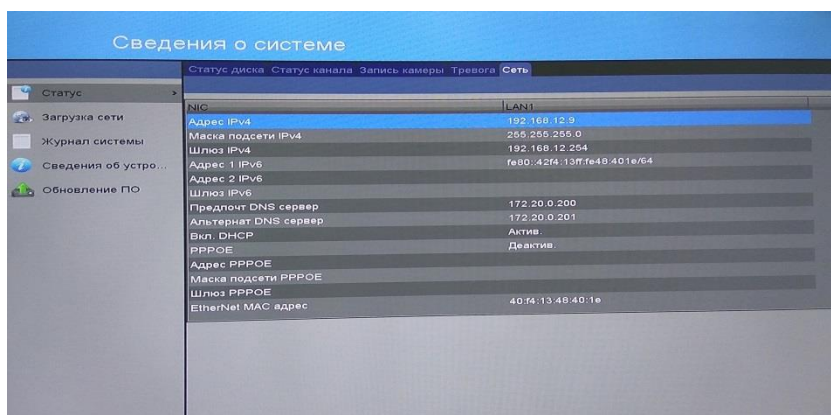 Сведения о системе
Статус диска Статус канала Запись камеры Тревога Сеть
Статус >
Загрузка сети
Журнал системы
Сведения об устро...
Обновление ПО
NIC LAN1
Адрес IPv4 192.168.12.9
Маска подсети IPv4 255.255.255.0
Шлюз IPv4 192.168.12.254
Адрес 1 IPv6 fe80::42f4:13ff:fe48:401e/64
Адрес 2 IPv6
Шлюз IPv6
Предпочт DNS сервер 172.20.0.200
Альтернат DNS сервер 172.20.0.201
Вкл. DHCP Актив.
PPPOE Деактив.
Адрес PPPOE
Маска подсети PPPOE
Шлюз PPPOE
EtherNet MAC адрес 40:f4:13:48:40:1e